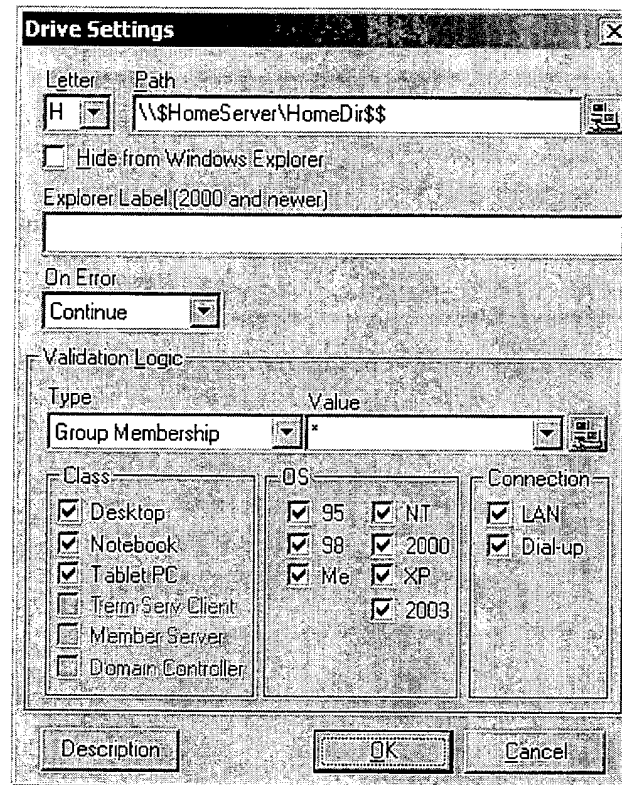 Drive Settings
Letter Path
H \\$HomeServer\HomeDir$$
Hide from Windows Explorer
Explorer Label (2000 and newer)
On Error
Continue
Validation Logic
Type Value
Group Membership *
Class OS Connection
Desktop 95 NT LAN
Notebook 98 2000 Dial-up
Tablet PC Me XP
Term Serv Client 2003
Member Server
Domain Controller
Description OK Cancel